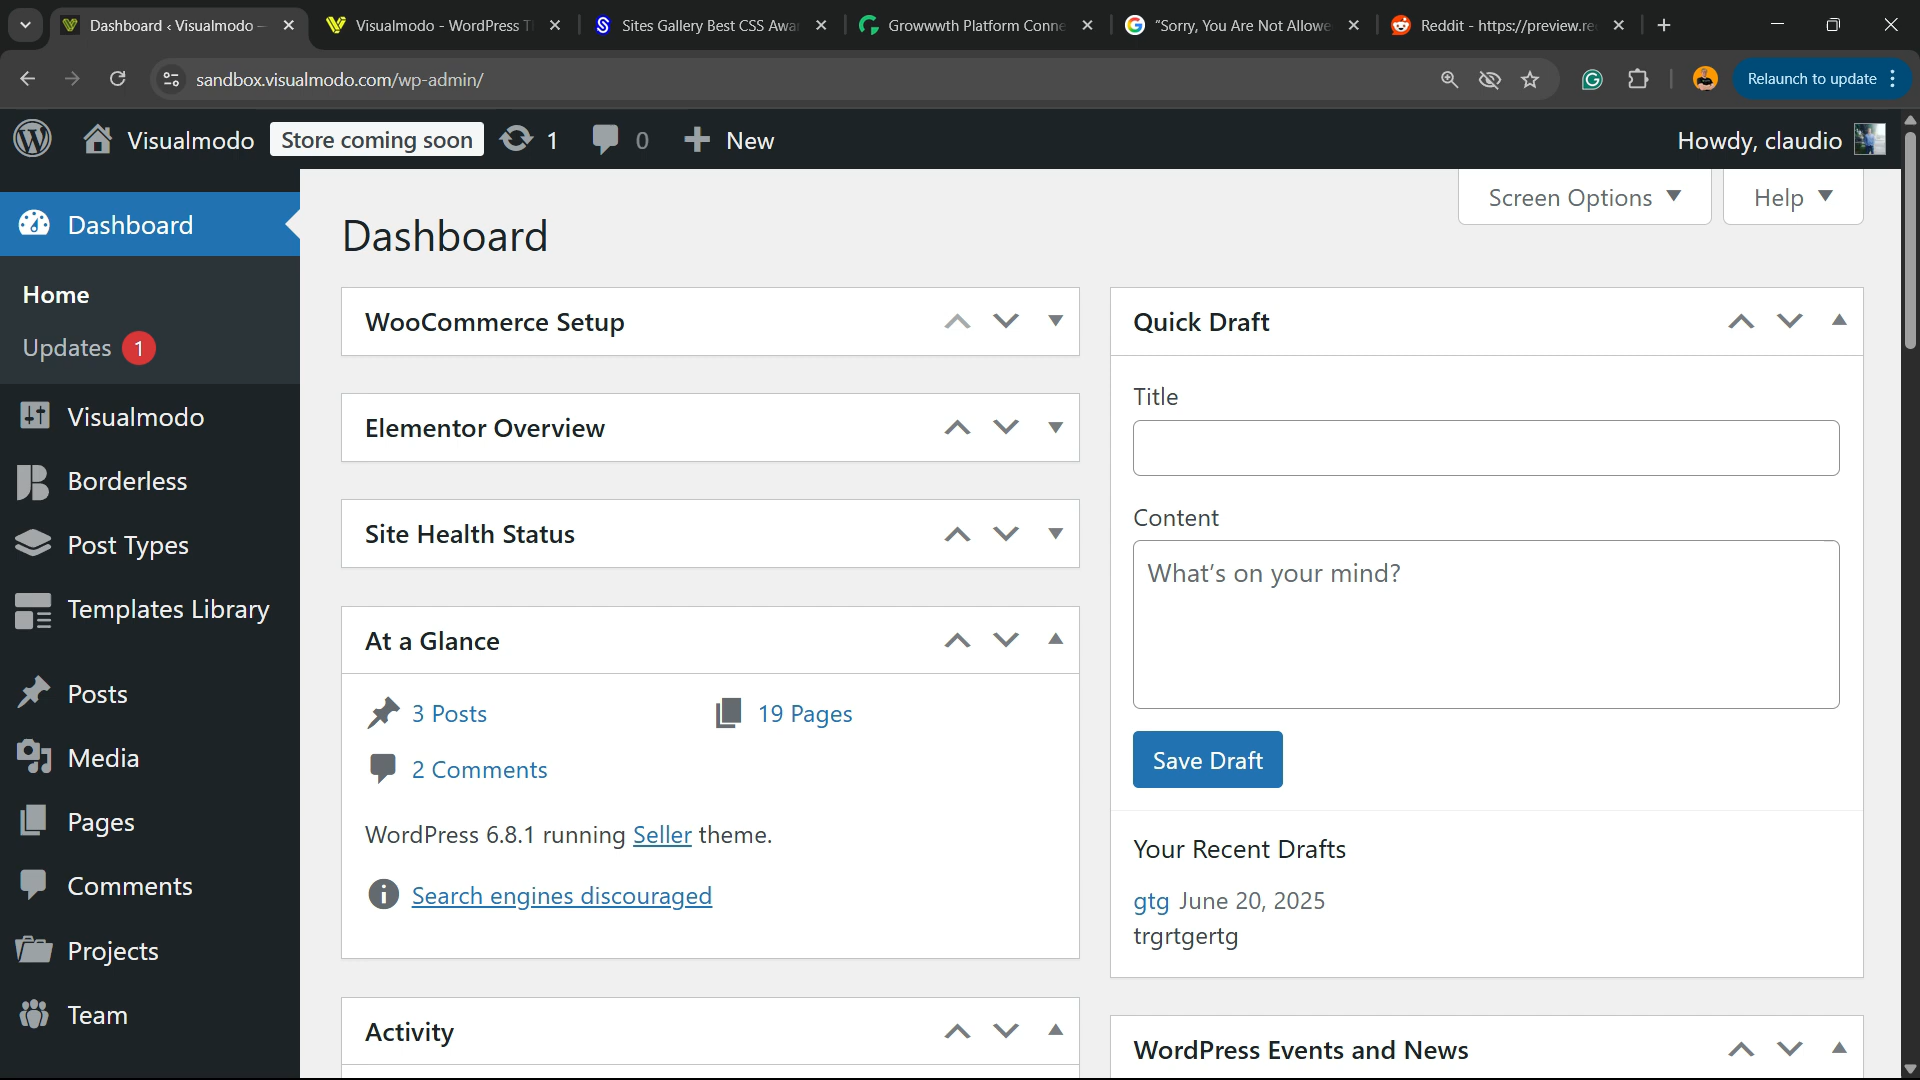 Dashboard ‹ Visualmodo –
Visualmodo - WordPress T
Sites Gallery Best CSS Awa
Growwwth Platform Conne
"Sorry, You Are Not Allowe
Reddit - https://preview.re
sandbox.visualmodo.com/wp-admin/
Relaunch to update
Visualmodo
Store coming soon
1
0
New
Howdy, claudio
Screen Options
Help
Dashboard
Home
Updates 1
Visualmodo
Borderless
Post Types
Templates Library
Posts
Media
Pages
Comments
Projects
Team
Dashboard
WooCommerce Setup
Elementor Overview
Site Health Status
At a Glance
3 Posts
19 Pages
2 Comments
WordPress 6.8.1 running Seller theme.
Search engines discouraged
Activity
Quick Draft
Title
Content
What's on your mind?
Save Draft
Your Recent Drafts
gtg June 20, 2025
trgrtgertg
WordPress Events and News